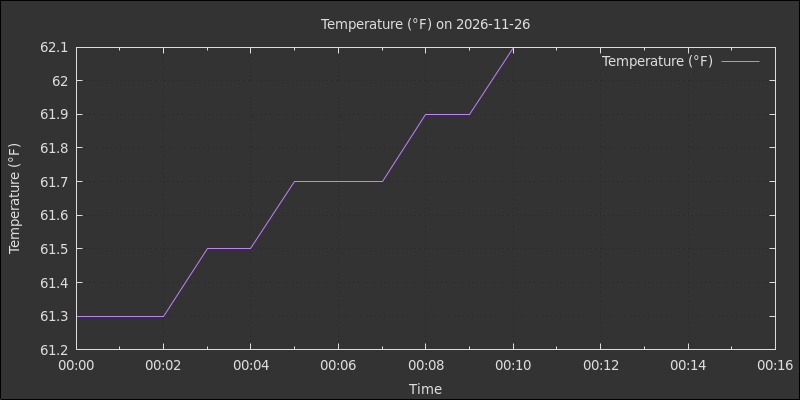 Temperature (°F) on 2026-11-26
Temperature (°F)
62.1
62
61.9
61.8
61.7
61.6
61.5
61.4
61.3
61.2
Temperature (°F)
00:00 00:02 00:04 00:06 00:08 00:10 00:12 00:14 00:16
Time